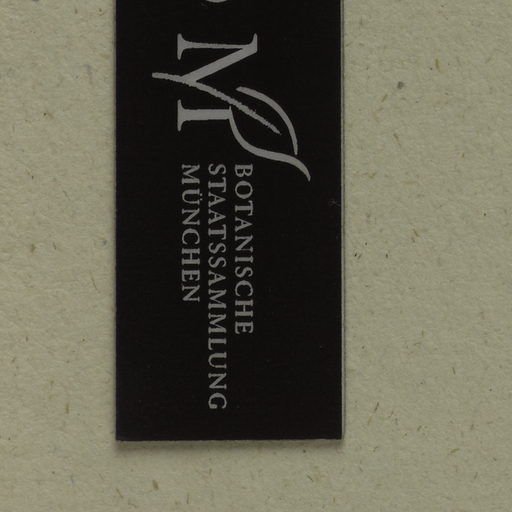 M
BOTANISCHE
STAATSSAMMLUNG
MÜNCHEN